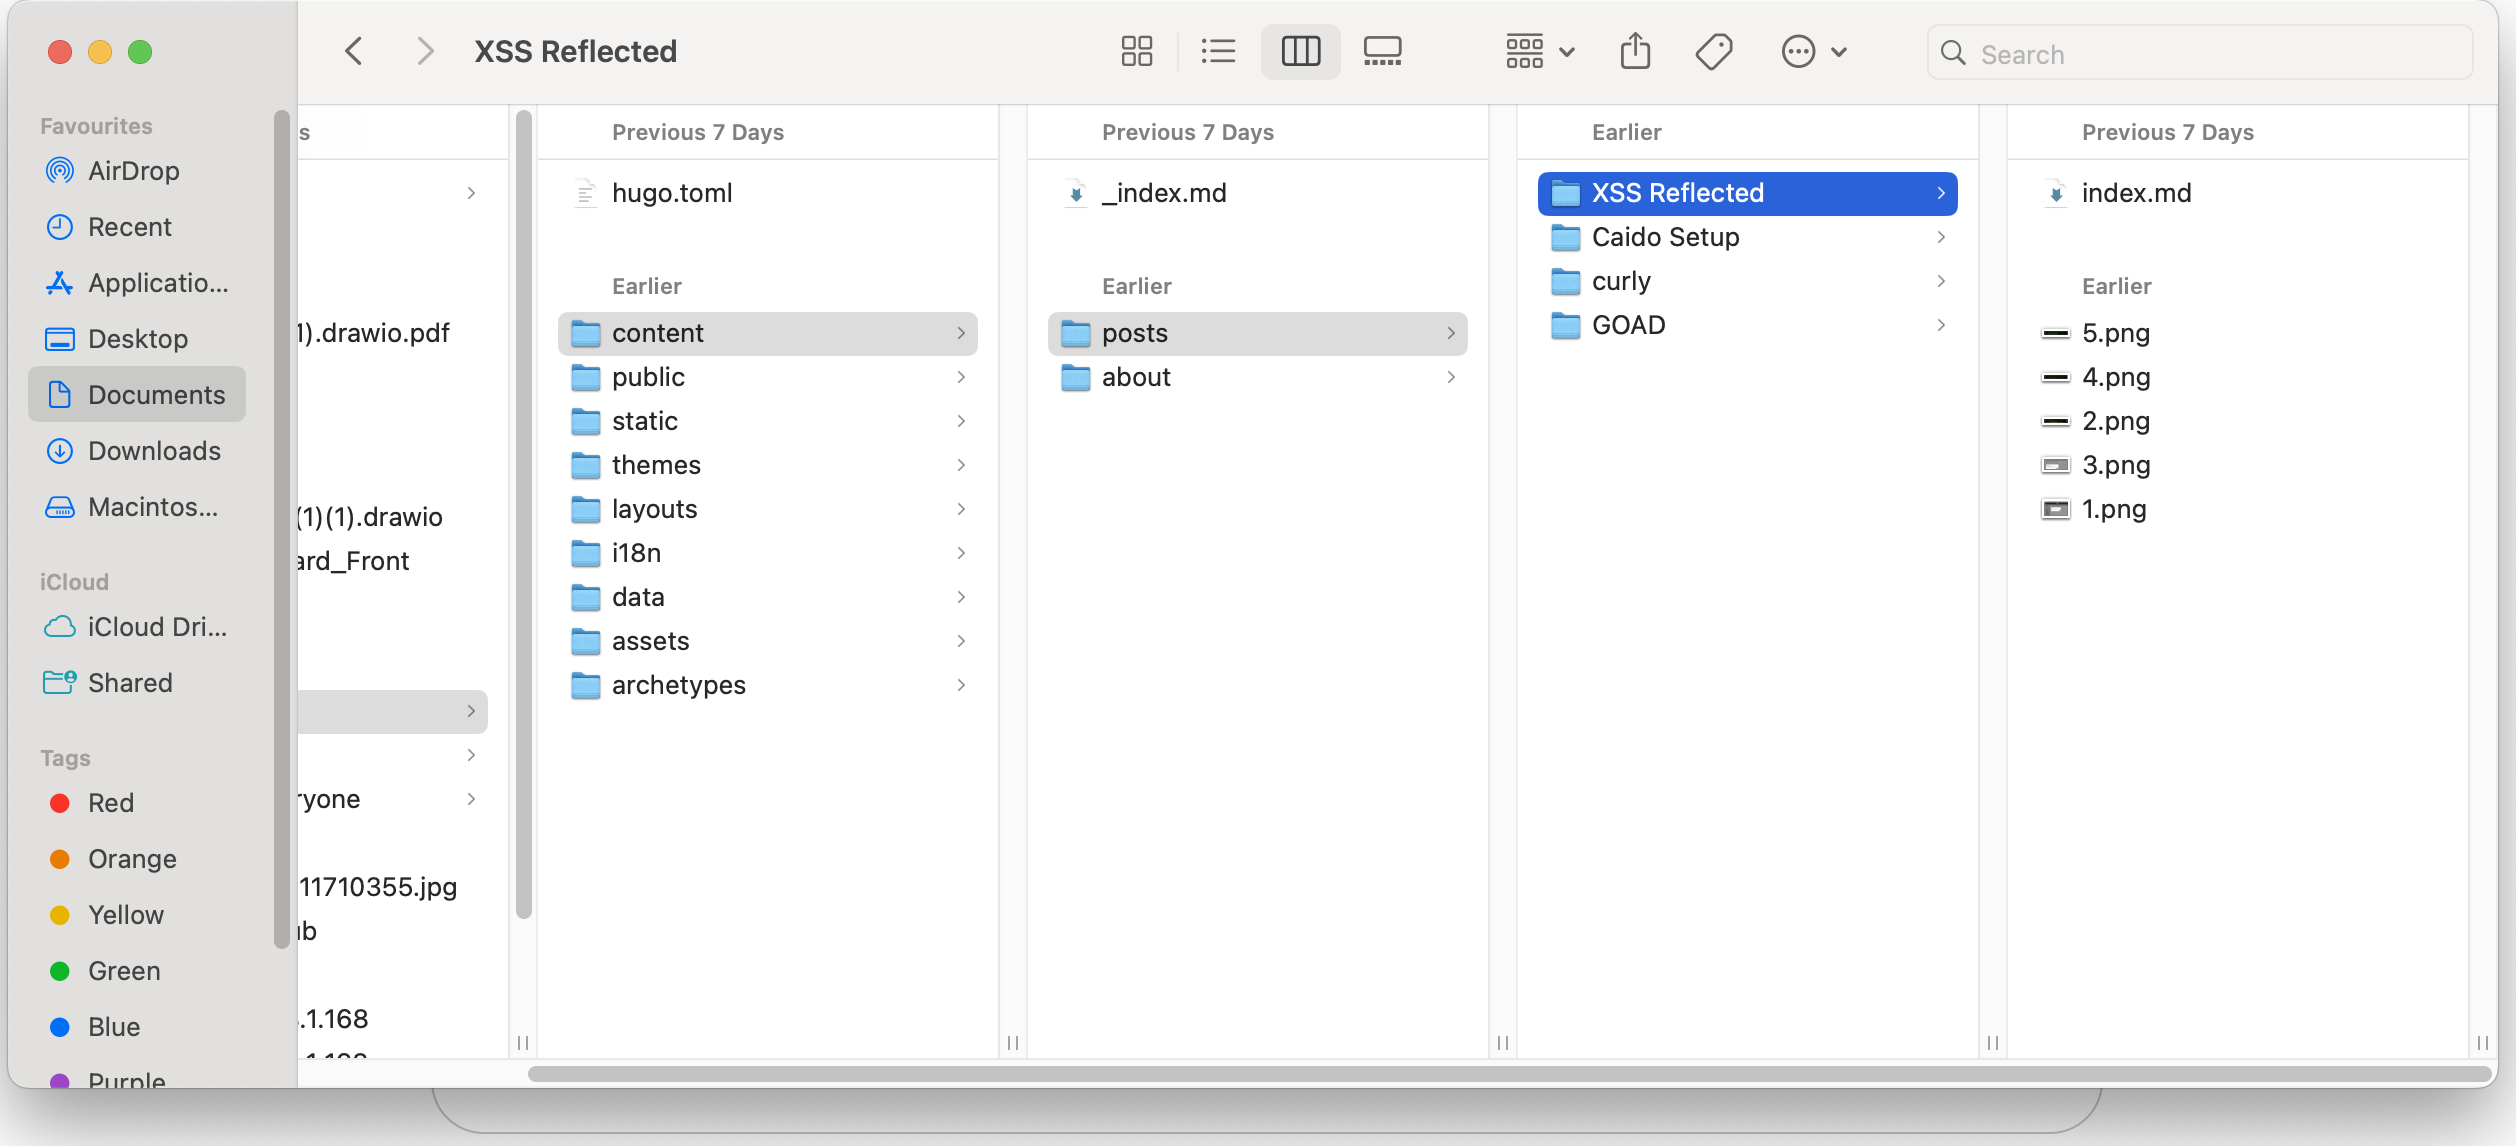 XSS Reflected
Search
Favourites
AirDrop
Recent
Applicatio...
Desktop
Documents
Downloads
Macintos...
iCloud
iCloud Dri...
Shared
Tags
Red
Orange
Yellow
Green
Blue
Purple
s
1).drawio.pdf
(1)(1).drawio
ard_Front
ryone
11710355.jpg
ib
.1.168
Previous 7 Days
hugo.toml
Earlier
content
public
static
themes
layouts
i18n
data
assets
archetypes
Previous 7 Days
_index.md
Earlier
posts
about
Earlier
XSS Reflected
Caido Setup
curly
GOAD
Previous 7 Days
index.md
Earlier
5.png
4.png
2.png
3.png
1.png